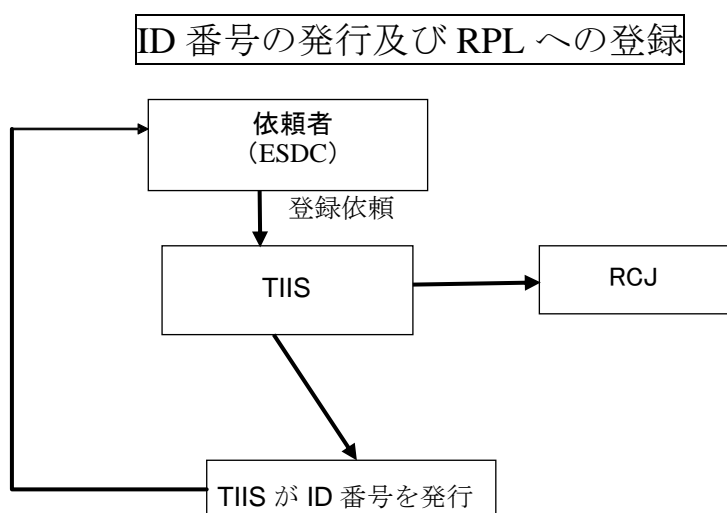 ID 番号の発行及び RPL への登録
依頼者
（ESDC）
登録依頼
TIIS
RCJ
TIIS が ID 番号を発行